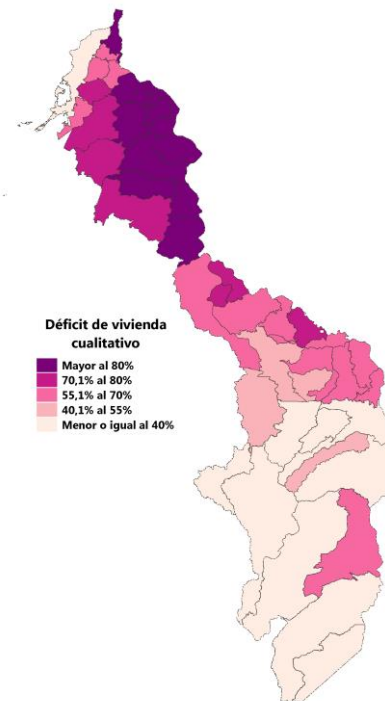 Déficit de vivienda
cualitativo
Mayor al 80%
70,1% al 80%
55,1% al 70%
40,1% al 55%
Menor o igual al 40%